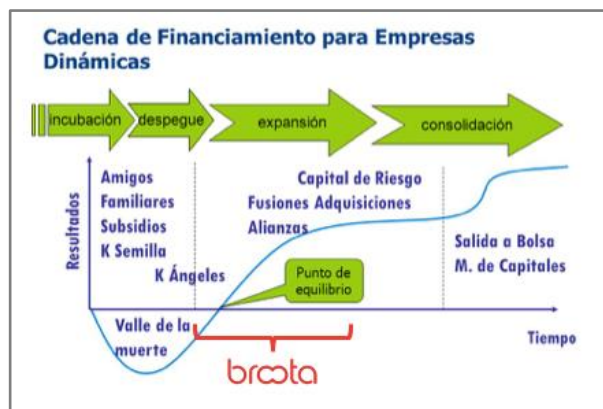 Cadena de Financiamiento para Empresas
Dinámicas
incubación
despegue
expansión
consolidación
Resultados
Amigos
Familiares
Subsidios
K Semilla
K Ángeles
Capital de Riesgo
Fusiones Adquisiciones
Alianzas
Punto de
equilibrio
Salida a Bolsa
M. de Capitales
Valle de la
muerte
Tiempo
broota